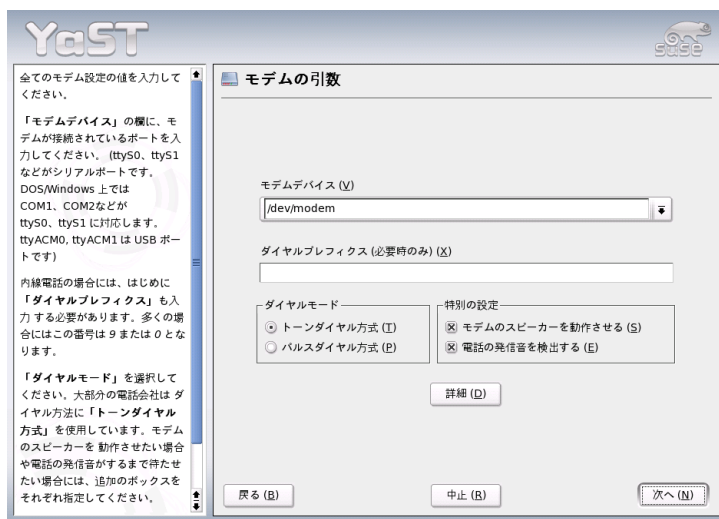 YaST
SUSE
全てのモデム設定の値を入力して
ください。
「モデムデバイス」の欄に、モ
デムが接続されているポートを入
力してください。 (ttyS0、ttyS1
などがシリアルポートです。
DOS/Windows 上では
COM1、COM2などが
ttyS0、ttyS1 に対応します。
ttyACM0, ttyACM1 は USB ポー
トです)
内線電話の場合には、はじめに
「ダイヤルプレフィクス」も入
力 する必要があります。多くの場
合にはこの番号は 9 または 0 とな
ります。
「ダイヤルモード」を選択して
ください。大部分の電話会社は ダ
イヤル方法に「トーンダイヤル
方式」を使用しています。モデム
のスピーカーを 動作させたい場合
や電話の発信音がするまで待たせ
たい場合には、追加のボックスを
それぞれ指定してください。
モデムの引数
モデムデバイス (V)
/dev/modem
ダイヤルプレフィクス (必要時のみ) (X)
ダイヤルモード
トーンダイヤル方式 (T)
パルスダイヤル方式 (P)
特別の設定
モデムのスピーカーを動作させる (S)
電話の発信音を検出する (E)
詳細 (D)
戻る (B)
中止 (R)
次へ (N)